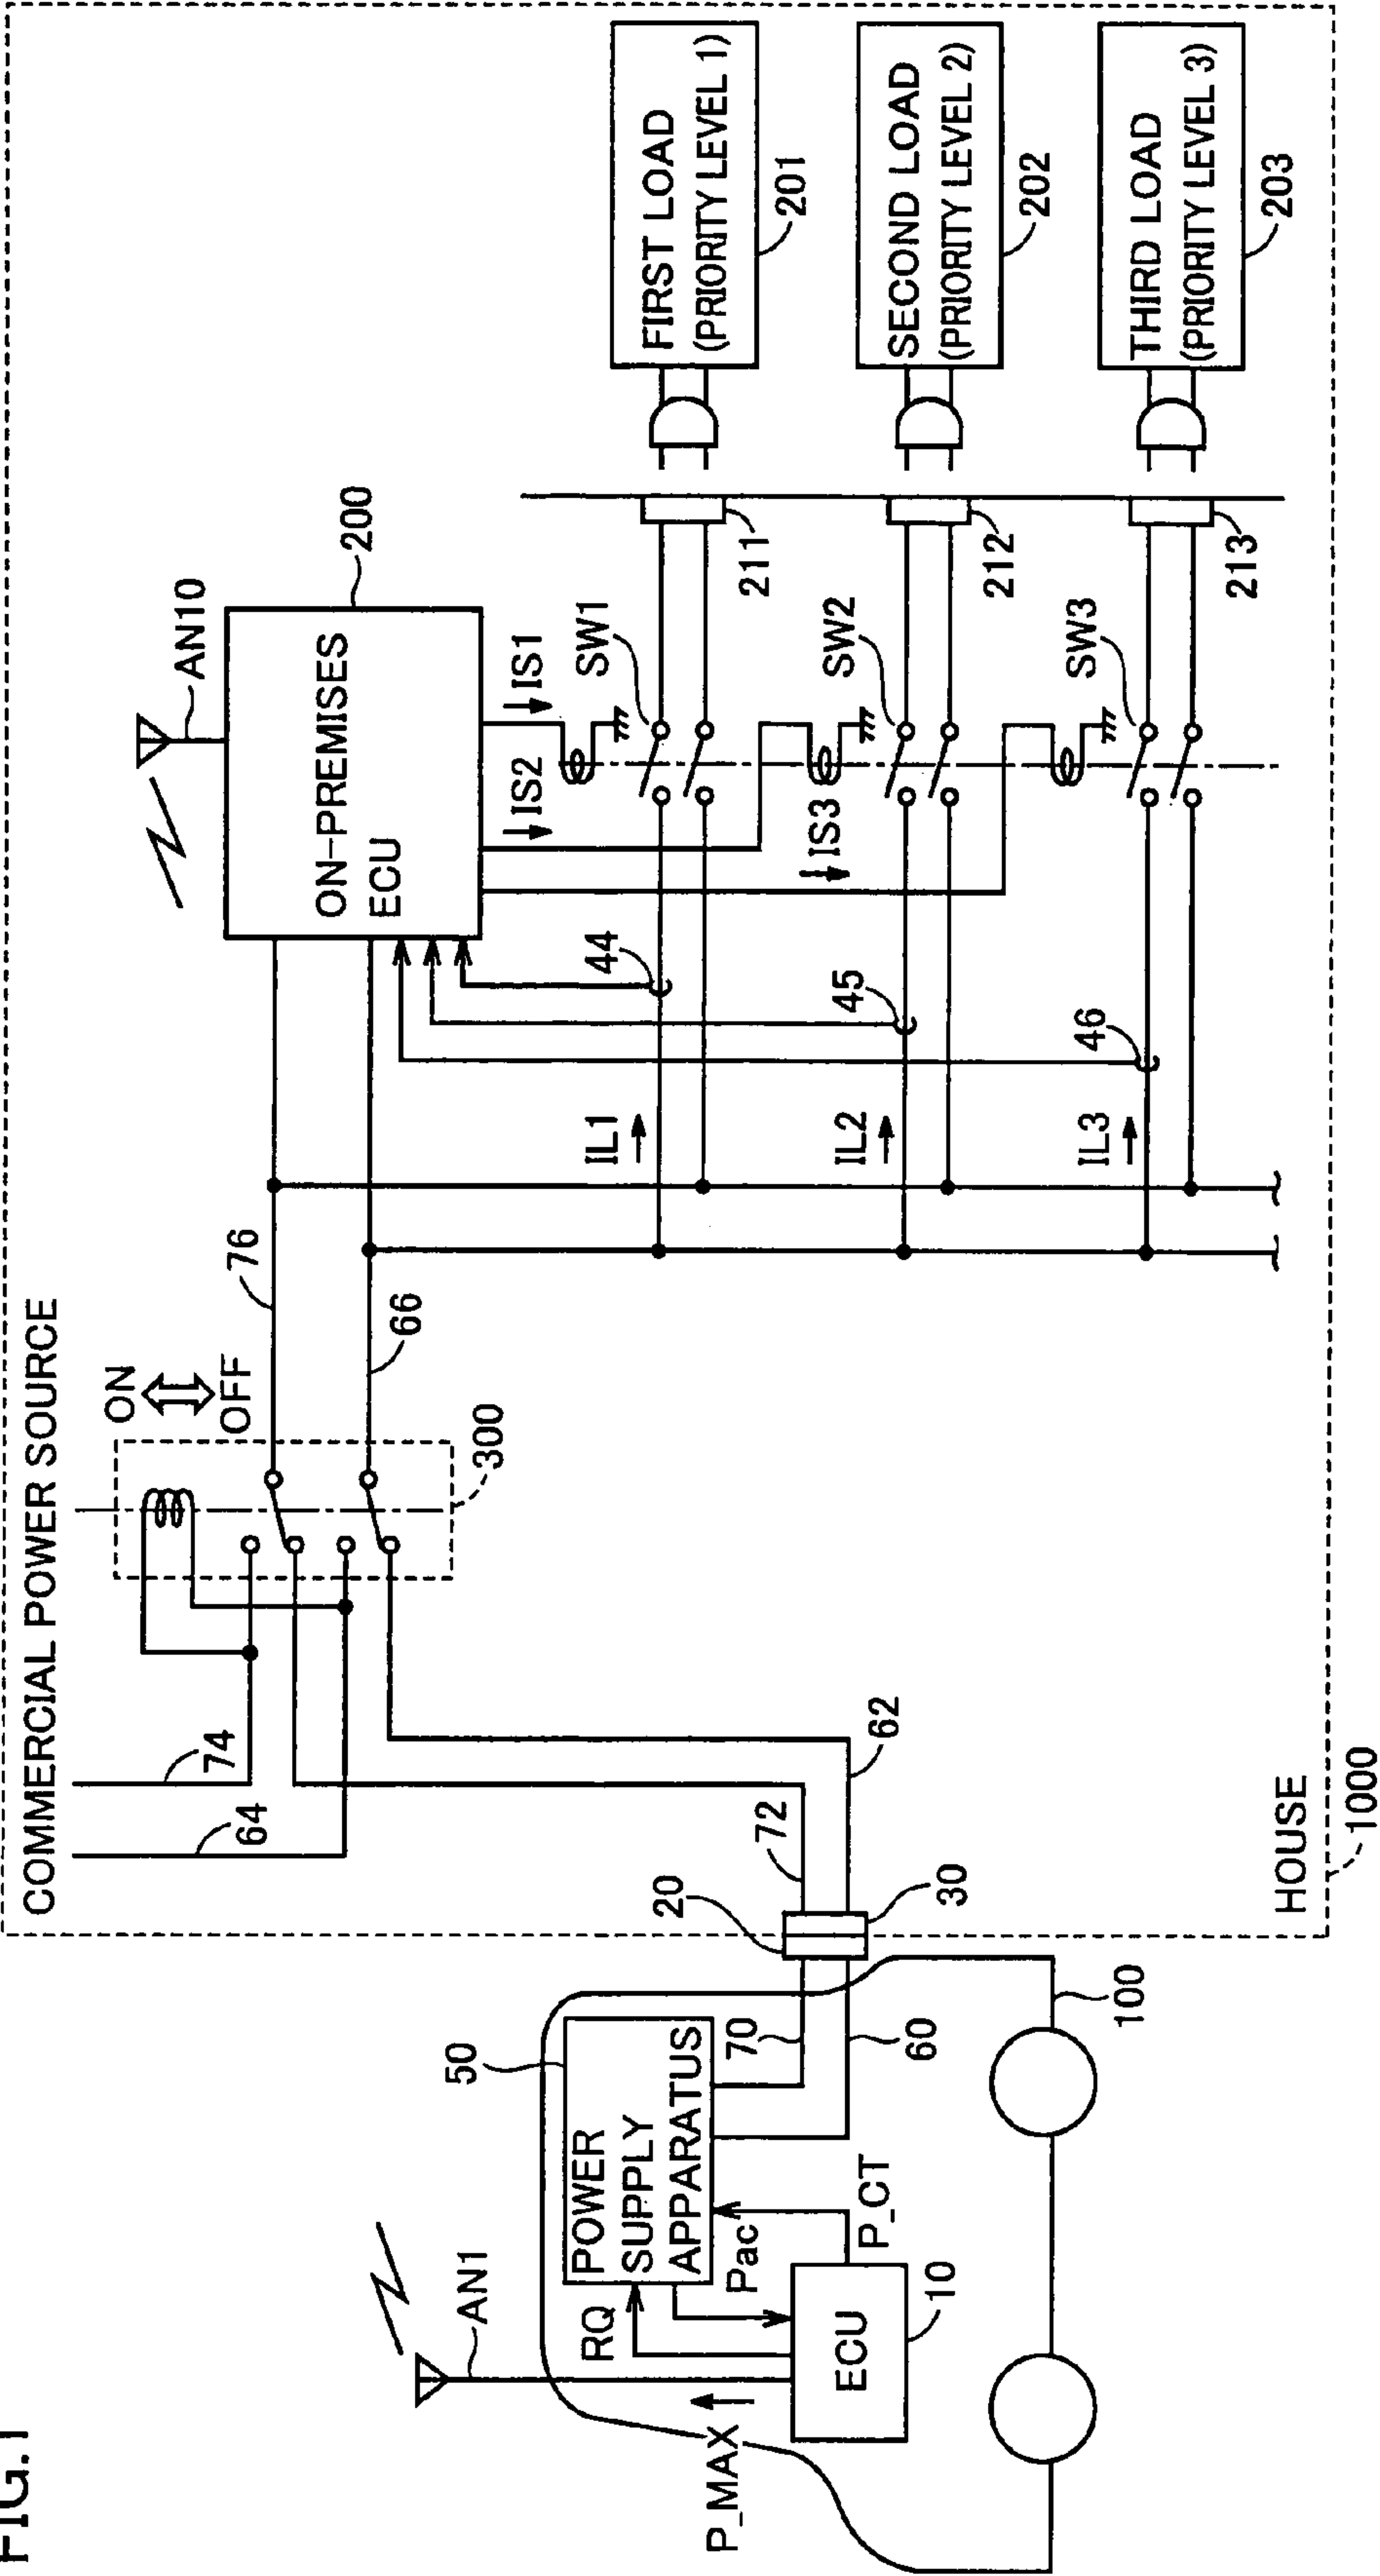 FIG.1
COMMERCIAL POWER SOURCE
ON
OFF
300
74
64
76
66
AN10
200
ON-PREMISES
ECU
IS1
IS2
IS3
SW1
SW2
SW3
44
45
46
IL1
IL2
IL3
211
212
213
FIRST LOAD
(PRIORITY LEVEL 1)
201
SECOND LOAD
(PRIORITY LEVEL 2)
202
THIRD LOAD
(PRIORITY LEVEL 3)
203
72
62
20
30
HOUSE
1000
50
POWER
SUPPLY
APPARATUS
70
60
100
AN1
RQ
Pac
P_CT
P_MAX
ECU
10